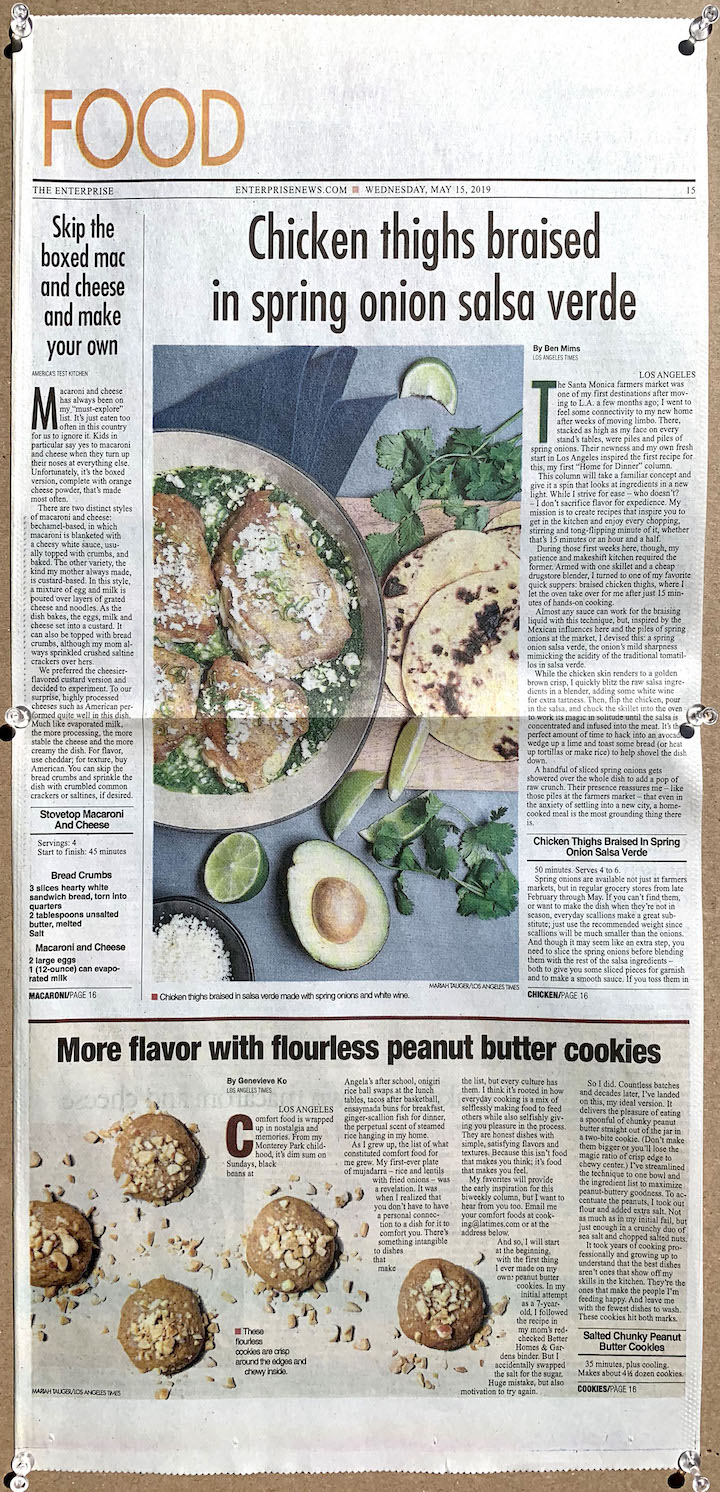 FOOD
THE ENTERPRISE
ENTERPRISENEWS.COM ■ WEDNESDAY, MAY 15, 2019
15
Skip the
boxed mac
and cheese
and make
your own
AMERICA'S TEST KITCHEN
Macaroni and cheese
has always been on
my "must-explore"
list. It's just eaten too
often in this country
for us to ignore it. Kids in
particular say yes to macaroni
and cheese when they turn up
their noses at everything else.
Unfortunately, it's the boxed
version, complete with orange
cheese powder, that's made
most often.
There are two distinct styles
of macaroni and cheese:
bechamel-based, in which
macaroni is blanketed with
a cheesy white sauce, usu-
ally topped with crumbs, and
baked. The other variety, the
kind my mother always made,
is custard-based. In this style,
a mixture of egg and milk is
poured over layers of grated
cheese and noodles. As the
dish bakes, the eggs, milk and
cheese set into a custard. It
can also be topped with bread
crumbs, although my mom al-
ways sprinkled crushed saltine
crackers over hers.
We preferred the cheesier-
flavored custard version and
decided to experiment. To our
surprise, highly processed
cheeses such as American per-
formed quite well in this dish.
Much like evaporated milk,
the more processing, the more
stable the cheese and the more
creamy the dish. For flavor,
use cheddar; for texture, buy
American. You can skip the
bread crumbs and sprinkle the
dish with crumbled common
crackers or saltines, if desired.
Stovetop Macaroni
And Cheese
Servings: 4
Start to finish: 45 minutes
Bread Crumbs
3 slices hearty white
sandwich bread, torn into
quarters
2 tablespoons unsalted
butter, melted
Salt
Macaroni and Cheese
2 large eggs
1 (12-ounce) can evapo-
rated milk
MACARONI/PAGE 16
Chicken thighs braised
in spring onion salsa verde
MARIAH TAUGER/LOS ANGELES TIMES
■ Chicken thighs braised in salsa verde made with spring onions and white wine.
By Ben Mims
LOS ANGELES TIMES
LOS ANGELES
The Santa Monica farmers market was
one of my first destinations after mov-
ing to L.A. a few months ago; I went to
feel some connectivity to my new home
after weeks of moving limbo. There,
stacked as high as my face on every
stand's tables, were piles and piles of
spring onions. Their newness and my own fresh
start in Los Angeles inspired the first recipe for
this, my first "Home for Dinner" column.
This column will take a familiar concept and
give it a spin that looks at ingredients in a new
light. While I strive for ease – who doesn't?
– I don't sacrifice flavor for expedience. My
mission is to create recipes that inspire you to
get in the kitchen and enjoy every chopping,
stirring and tong-flipping minute of it, whether
that's 15 minutes or an hour and a half.
During those first weeks here, though, my
patience and makeshift kitchen required the
former. Armed with one skillet and a cheap
drugstore blender, I turned to one of my favorite
quick suppers: braised chicken thighs, where I
let the oven take over for me after just 15 min-
utes of hands-on cooking.
Almost any sauce can work for the braising
liquid with this technique, but, inspired by the
Mexican influences here and the piles of spring
onions at the market, I devised this: a spring
onion salsa verde, the onion's mild sharpness
mimicking the acidity of the traditional tomatil-
los in salsa verde.
While the chicken skin renders to a golden
brown crisp, I quickly blitz the raw salsa ingre-
dients in a blender, adding some white wine
for extra tartness. Then, flip the chicken, pour
in the salsa, and chuck the skillet into the oven
to work its magic in solitude until the salsa is
concentrated and infused into the meat. It's the
perfect amount of time to hack into an avocado,
wedge up a lime and toast some bread (or heat
up tortillas or make rice) to help shovel the dish
down.
A handful of sliced spring onions gets
showered over the whole dish to add a pop of
raw crunch. Their presence reassures me – like
those piles at the farmers market – that even in
the anxiety of settling into a new city, a home-
cooked meal is the most grounding thing there
is.
Chicken Thighs Braised In Spring
Onion Salsa Verde
50 minutes. Serves 4 to 6.
Spring onions are available not just at farmers
markets, but in regular grocery stores from late
February through May. If you can't find them,
or want to make the dish when they're not in
season, everyday scallions make a great sub-
stitute; just use the recommended weight since
scallions will be much smaller than the onions.
And though it may seem like an extra step, you
need to slice the spring onions before blending
them with the rest of the salsa ingredients –
both to give you some sliced pieces for garnish
and to make a smooth sauce. If you toss them in
CHICKEN/PAGE 16
More flavor with flourless peanut butter cookies
By Genevieve Ko
LOS ANGELES TIMES
LOS ANGELES
Comfort food is wrapped
up in nostalgia and
memories. From my
Monterey Park child-
hood, it's dim sum on
Sundays, black
beans at
Angela's after school, onigiri
rice ball swaps at the lunch
tables, tacos after basketball,
ensaymada buns for breakfast,
ginger-scallion fish for dinner,
the perpetual scent of steamed
rice hanging in my home.
As I grew up, the list of what
constituted comfort food for
me grew. My first-ever plate
of mujadarra – rice and lentils
with fried onions – was
a revelation. It was
when I realized that
you don't have to have
a personal connec-
tion to a dish for it to
comfort you. There's
something intangible
to dishes
that
make
the list, but every culture has
them. I think it's rooted in how
everyday cooking is a mix of
selflessly making food to feed
others while also selfishly giv-
ing you pleasure in the process.
They are honest dishes with
simple, satisfying flavors and
textures. Because this isn't food
that makes you think; it's food
that makes you feel.
My favorites will provide
the early inspiration for this
biweekly column, but I want to
hear from you too. Email me
your comfort foods at cook-
ing@latimes.com or at the
address below.
And so, I will start
at the beginning,
with the first thing
I ever made on my
own: peanut butter
cookies. In my
initial attempt
as a 7-year-
old, I followed
the recipe in
my mom's red-
checked Better
Homes & Gar-
dens binder. But I
accidentally swapped
the salt for the sugar.
Huge mistake, but also
motivation to try again.
So I did. Countless batches
and decades later, I've landed
on this, my ideal version. It
delivers the pleasure of eating
a spoonful of chunky peanut
butter straight out of the jar in
a two-bite cookie. (Don't make
them bigger or you'll lose the
magic ratio of crisp edge to
chewy center.) I've streamlined
the technique to one bowl and
the ingredient list to maximize
peanut-buttery goodness. To ac-
centuate the peanuts, I took out
flour and added extra salt. Not
as much as in my initial fail, but
just enough in a crunchy duo of
sea salt and chopped salted nuts.
It took years of cooking pro-
fessionally and growing up to
understand that the best dishes
aren't ones that show off my
skills in the kitchen. They're the
ones that make the people I'm
feeding happy. And leave me
with the fewest dishes to wash.
These cookies hit both marks.
Salted Chunky Peanut
Butter Cookies
35 minutes, plus cooling.
Makes about 4½ dozen cookies.
COOKIES/PAGE 16
■ These
flourless
cookies are crisp
around the edges and
chewy inside.
MARIAH TAUGER/LOS ANGELES TIMES